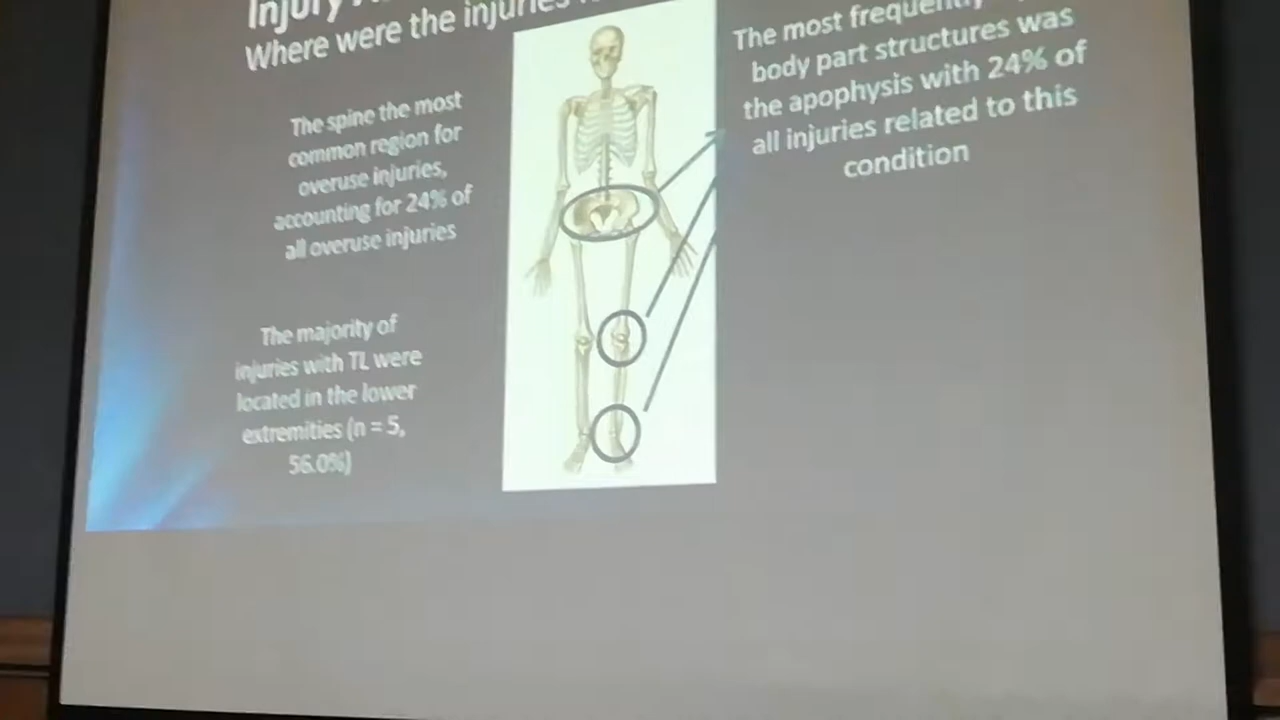 Injury
Where were the injuries
The spine the most
common region for
overuse injuries,
accounting for 24% of
all overuse injuries
The majority of
injuries with TL were
located in the lower
extremities (n = 5,
56.0%)
The most frequently
body part structures was
the apophysis with 24% of
all injuries related to this
condition